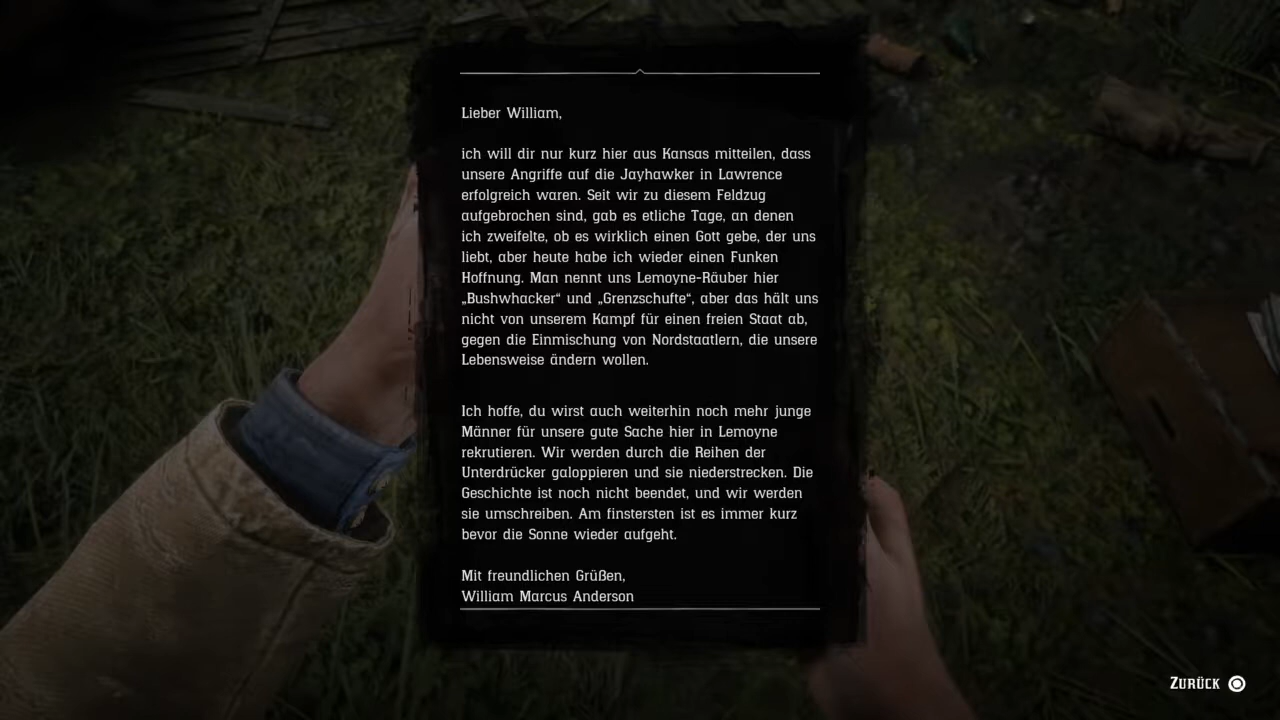 Lieber William,
ich will dir nur kurz hier aus Kansas mitteilen, dass
unsere Angriffe auf die Jayhawker in Lawrence
erfolgreich waren. Seit wir zu diesem Feldzug
aufgebrochen sind, gab es etliche Tage, an denen
ich zweifelte, ob es wirklich einen Gott gebe, der uns
liebt, aber heute habe ich wieder einen Funken
Hoffnung. Man nennt uns Lemoyne-Räuber hier
„Bushwhacker“ und „Grenzschufte“, aber das hält uns
nicht von unserem Kampf für einen freien Staat ab,
gegen die Einmischung von Nordstaatlern, die unsere
Lebensweise ändern wollen.
Ich hoffe, du wirst auch weiterhin noch mehr junge
Männer für unsere gute Sache hier in Lemoyne
rekrutieren. Wir werden durch die Reihen der
Unterdrücker galoppieren und sie niederstrecken. Die
Geschichte ist noch nicht beendet, und wir werden
sie umschreiben. Am finstersten ist es immer kurz
bevor die Sonne wieder aufgeht.
Mit freundlichen Grüßen,
William Marcus Anderson
Zurück